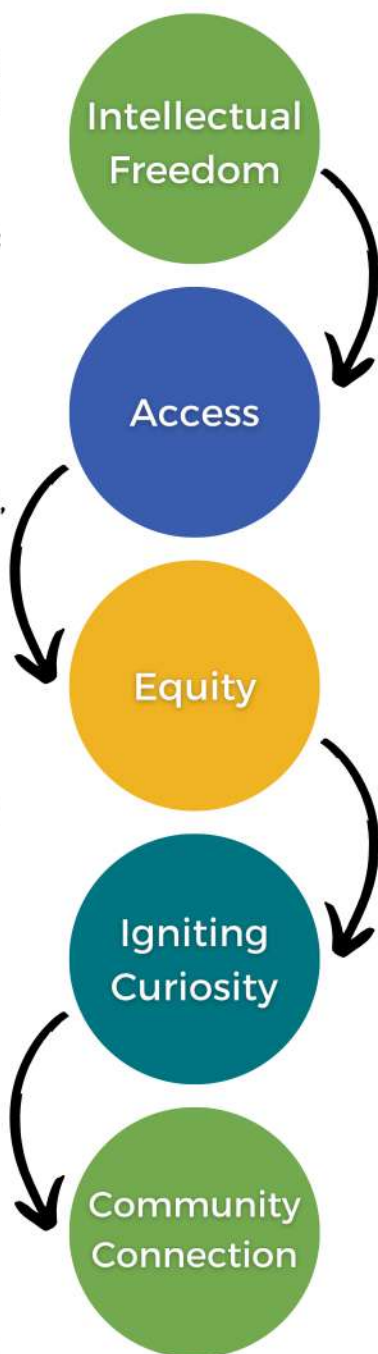 Intellectual
Freedom
Access
Equity
Igniting
Curiosity
Community
Connection